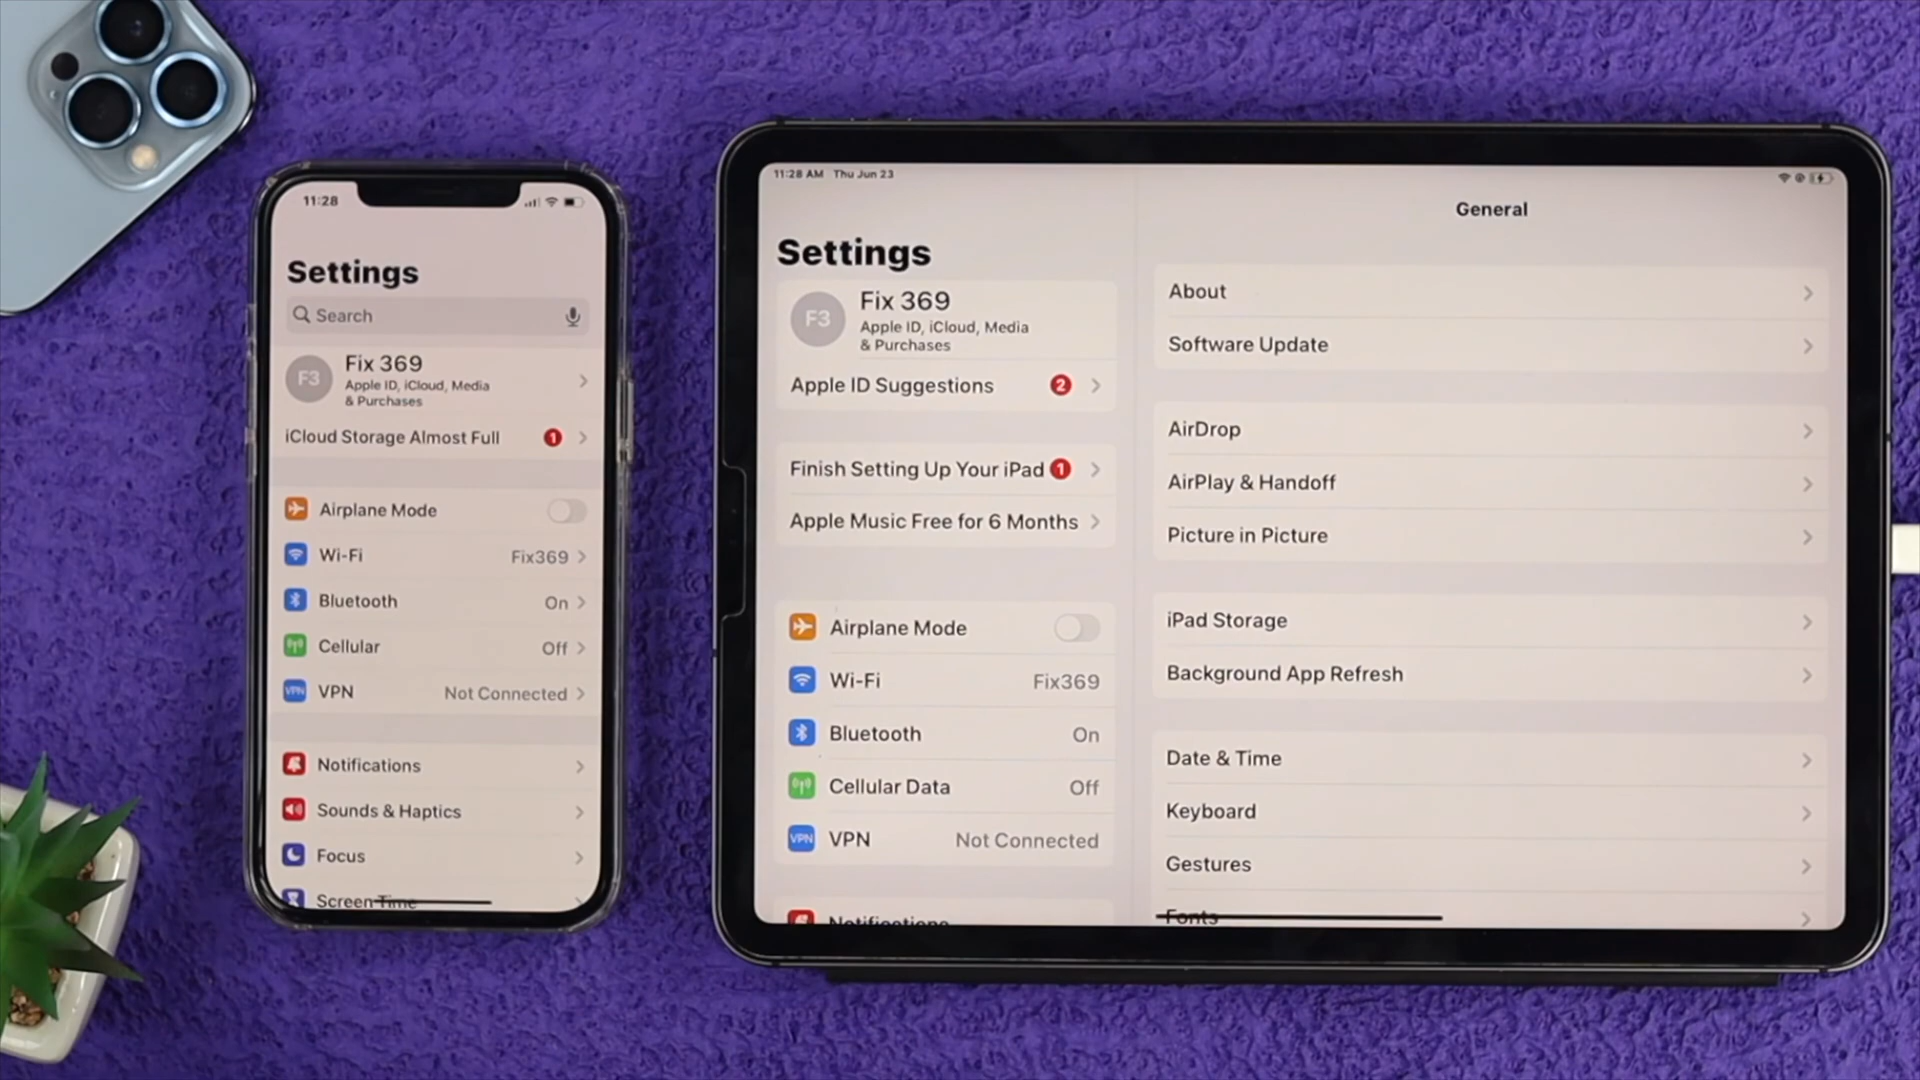 11:28
Settings
Search
F3
Fix 369
Apple ID, iCloud, Media
& Purchases
iCloud Storage Almost Full 1
Airplane Mode
Wi-Fi Fix369
Bluetooth On
Cellular Off
VPN VPN Not Connected
Notifications
Sounds & Haptics
Focus
Screen Time
11:28 AM Thu Jun 23
Settings
F3
Fix 369
Apple ID, iCloud, Media
& Purchases
Apple ID Suggestions 2
Finish Setting Up Your iPad 1
Apple Music Free for 6 Months
Airplane Mode
Wi-Fi Fix369
Bluetooth On
Cellular Data Off
VPN VPN Not Connected
Notifications
General
About
Software Update
AirDrop
AirPlay & Handoff
Picture in Picture
iPad Storage
Background App Refresh
Date & Time
Keyboard
Gestures
Fonts